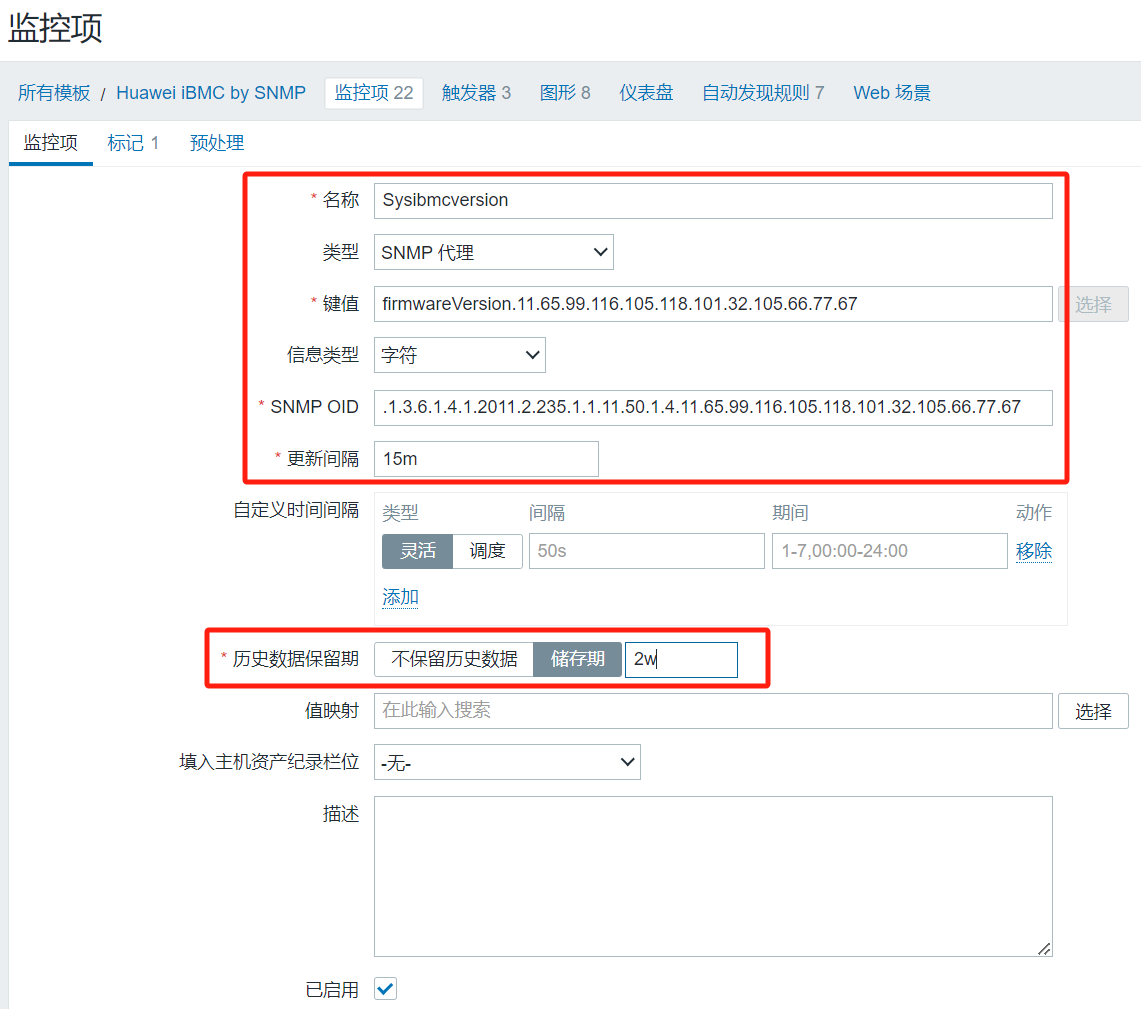 监控项
所有模板 / Huawei iBMC by SNMP 监控项 22 触发器 3 图形 8 仪表盘 自动发现规则 7 Web 场景
监控项 标记 1 预处理
* 名称 Sysibmcversion
类型 SNMP 代理
* 键值 firmwareVersion.11.65.99.116.105.118.101.32.105.66.77.67 选择
信息类型 字符
* SNMP OID .1.3.6.1.4.1.2011.2.235.1.1.11.50.1.4.11.65.99.116.105.118.101.32.105.66.77.67
* 更新间隔 15m
自定义时间间隔 类型 间隔 期间 动作
灵活 调度 50s 1-7,00:00-24:00 移除
添加
* 历史数据保留期 不保留历史数据 储存期 2w
值映射 在此输入搜索 选择
填入主机资产纪录栏位 -无-
描述
已启用